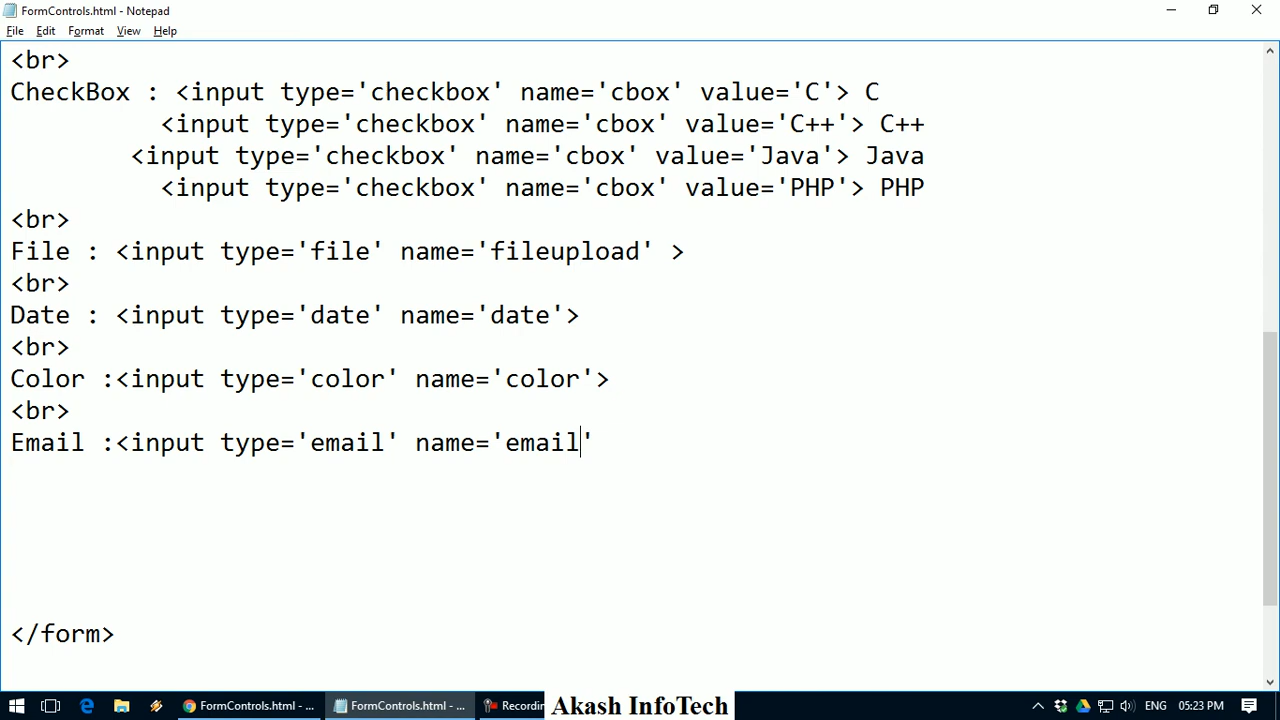 FormControls.html - Notepad
File Edit Format View Help
<br>
CheckBox : <input type='checkbox' name='cbox' value='C'> C
<input type='checkbox' name='cbox' value='C++'> C++
<input type='checkbox' name='cbox' value='Java'> Java
<input type='checkbox' name='cbox' value='PHP'> PHP
<br>
File : <input type='file' name='fileupload' >
<br>
Date : <input type='date' name='date'>
<br>
Color :<input type='color' name='color'>
<br>
Email :<input type='email' name='email'
</form>
FormControls.html - ... FormControls.html - ... Recordin Akash InfoTech ENG 05:23 PM